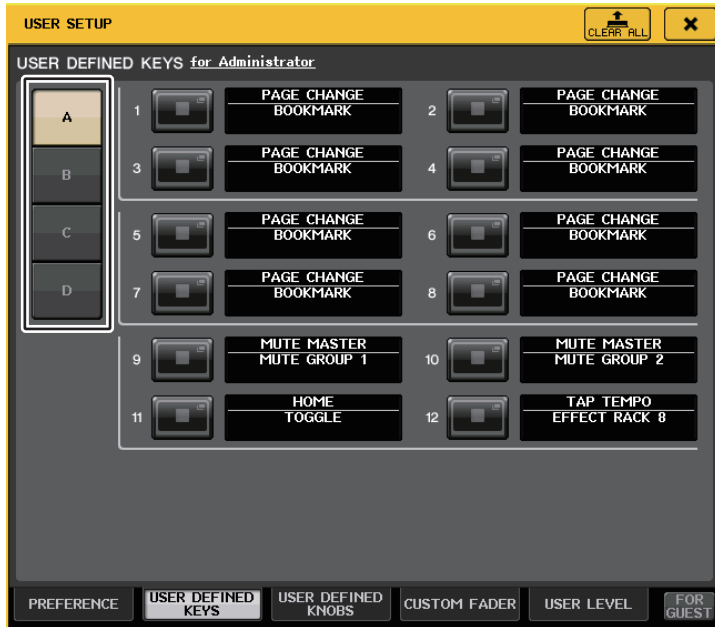 USER SETUP
CLEAR ALL
USER DEFINED KEYS for Administrator
A
B
C
D
1
PAGE CHANGE
BOOKMARK
2
PAGE CHANGE
BOOKMARK
3
PAGE CHANGE
BOOKMARK
4
PAGE CHANGE
BOOKMARK
5
PAGE CHANGE
BOOKMARK
6
PAGE CHANGE
BOOKMARK
7
PAGE CHANGE
BOOKMARK
8
PAGE CHANGE
BOOKMARK
9
MUTE MASTER
MUTE GROUP 1
10
MUTE MASTER
MUTE GROUP 2
11
HOME
TOGGLE
12
TAP TEMPO
EFFECT RACK 8
PREFERENCE
USER DEFINED
KEYS
USER DEFINED
KNOBS
CUSTOM FADER
USER LEVEL
FOR
GUEST